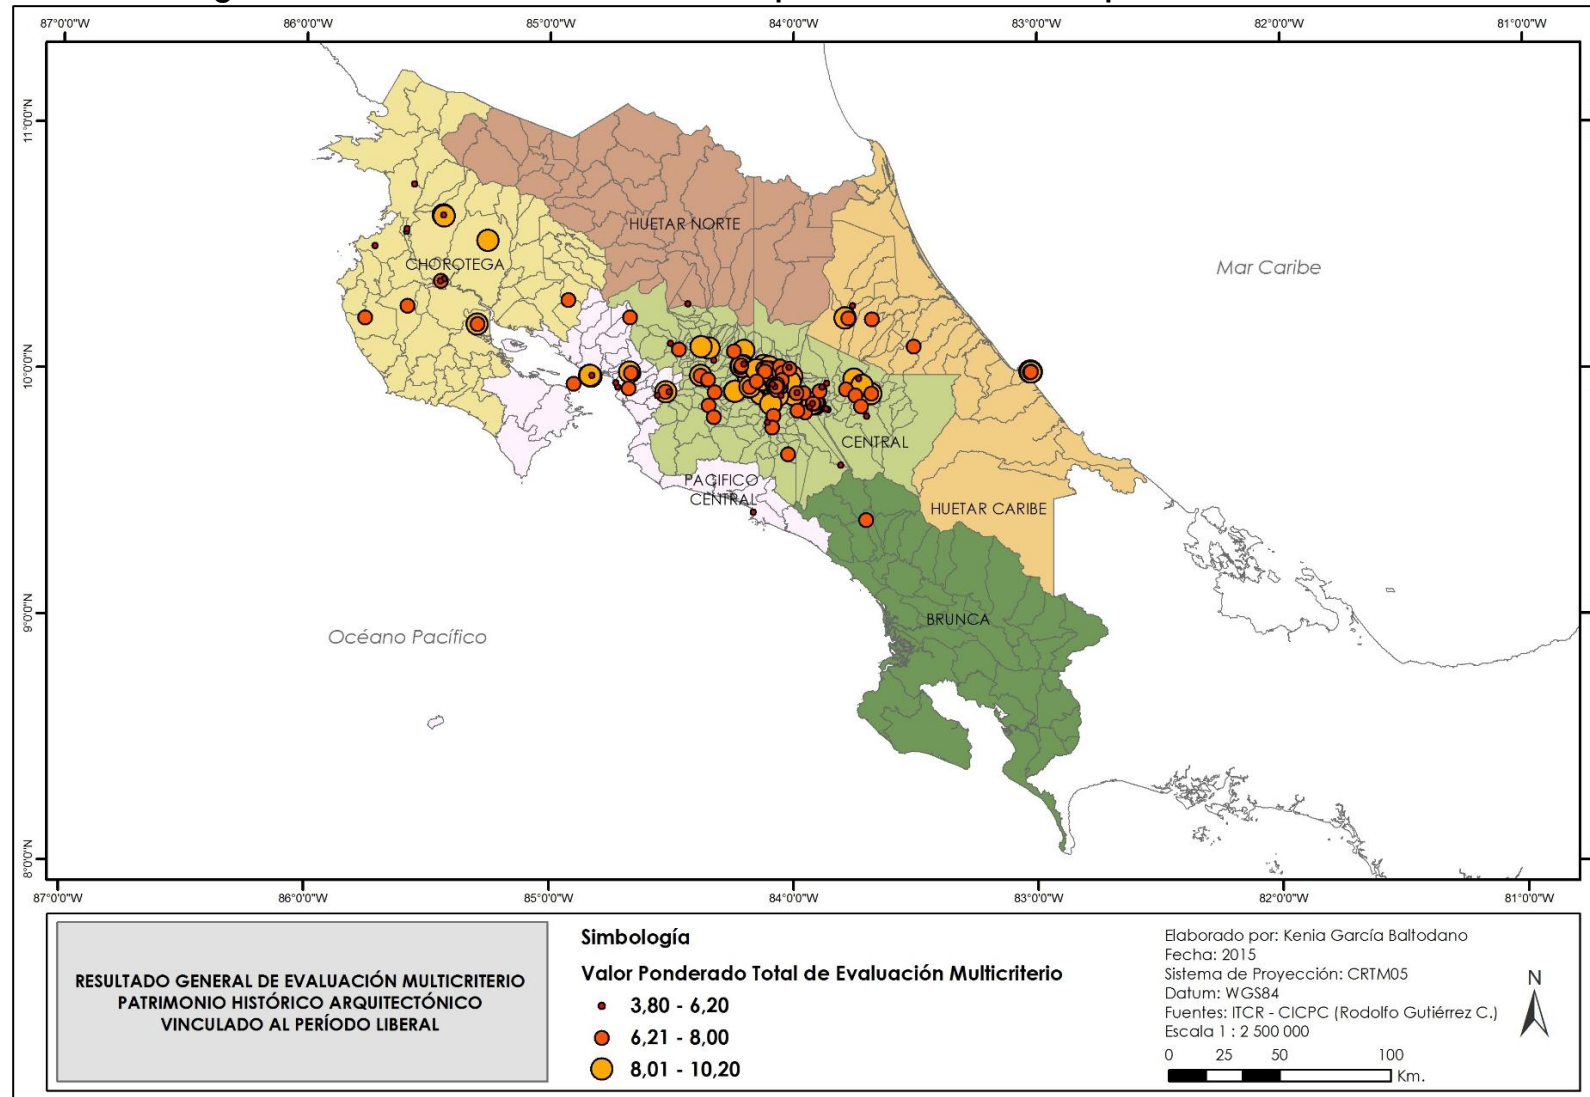 87°0'0"W 86°0'0"W 85°0'0"W 84°0'0"W 83°0'0"W 82°0'0"W 81°0'0"W
11°0'0"N
10°0'0"N
9°0'0"N
8°0'0"N
HUETAR NORTE
CHOROTEGA
Mar Caribe
CENTRAL
PACIFICO
CENTRAL
HUETAR CARIBE
BRUNCA
Océano Pacífico
87°0'0"W 86°0'0"W 85°0'0"W 84°0'0"W 83°0'0"W 82°0'0"W 81°0'0"W
RESULTADO GENERAL DE EVALUACIÓN MULTICRITERIO
PATRIMONIO HISTÓRICO ARQUITECTÓNICO
VINCULADO AL PERÍODO LIBERAL
Simbología
Valor Ponderado Total de Evaluación Multicriterio
3,80 - 6,20
6,21 - 8,00
8,01 - 10,20
Elaborado por: Kenia García Baltodano
Fecha: 2015
Sistema de Proyección: CRTM05
Datum: WGS84
Fuentes: ITCR - CICPC (Rodolfo Gutiérrez C.)
Escala 1 : 2 500 000
N
0 25 50 100
Km.